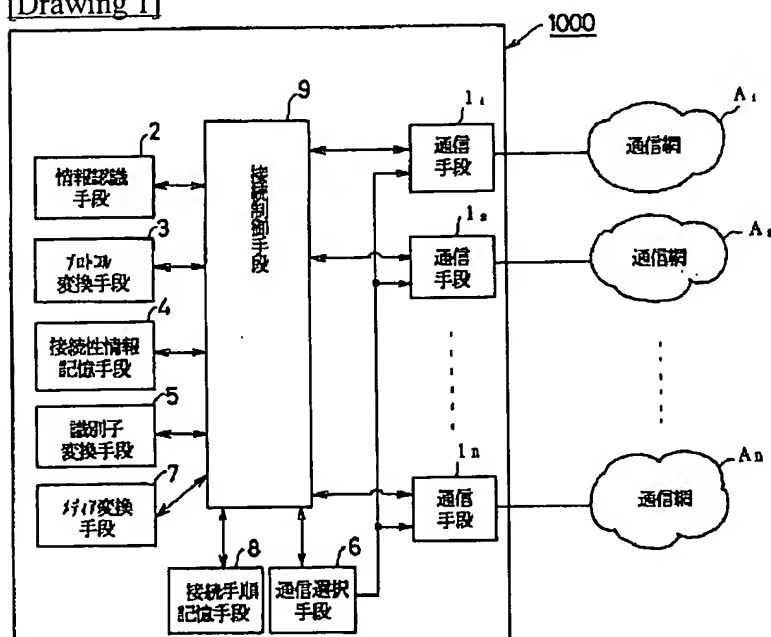 [Drawing 1]
1000
9
接続制御手段
2
情報認識
手段
3
プロトコル
変換手段
4
接続性情報
記憶手段
5
識別子
変換手段
7
メディア変換
手段
8
接続手順
記憶手段
6
通信選択
手段
1₁
通信
手段
A₁
通信網
1₂
通信
手段
A₂
通信網
1n
通信
手段
An
通信網